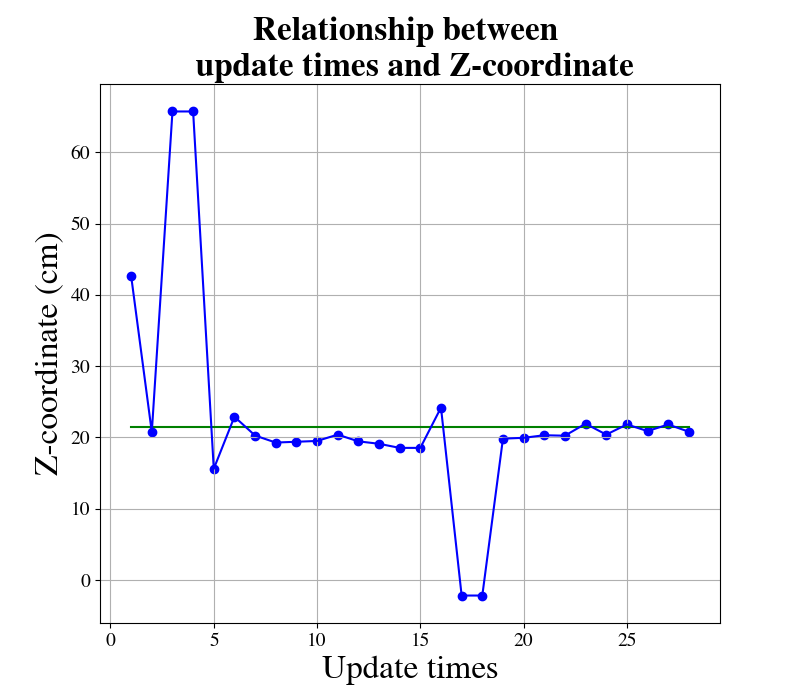 Relationship between
update times and Z-coordinate
Z-coordinate (cm)
60
50
40
30
20
10
0
0 5 10 15 20 25
Update times